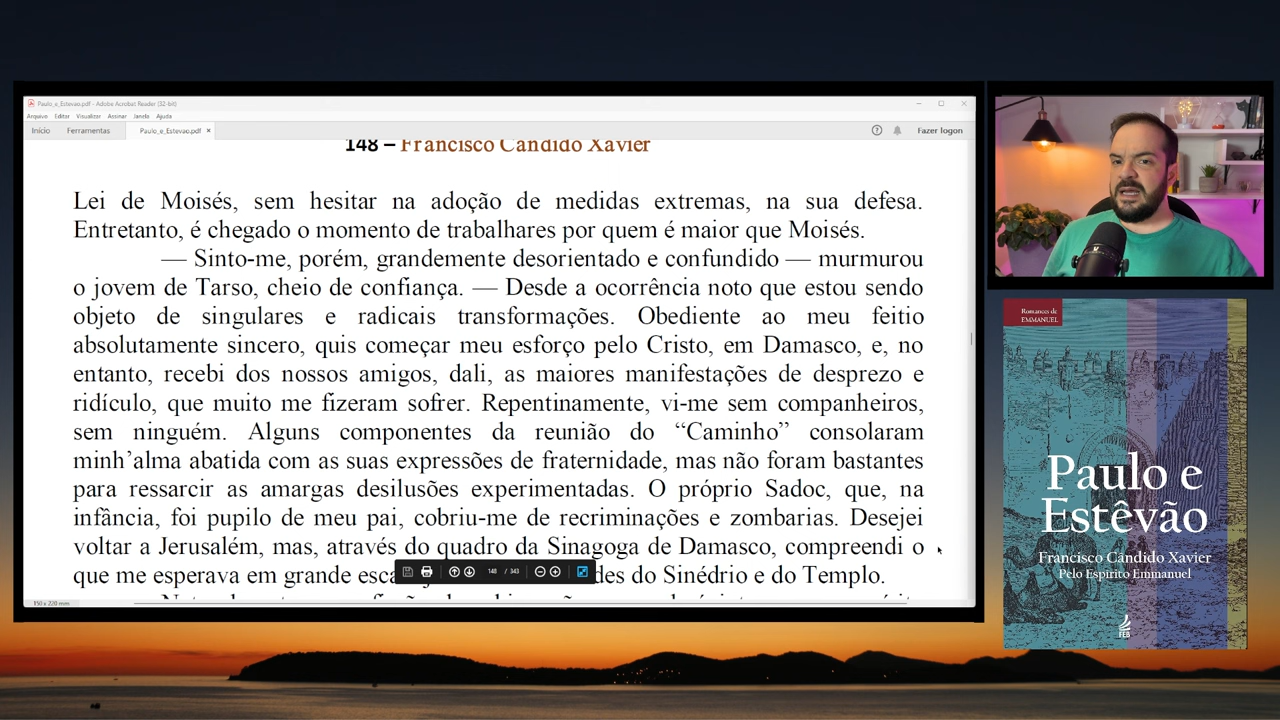 Paulo_e_Estevao.pdf - Adobe Acrobat Reader (32-bit)
Arquivo Editar Visualizar Assinar Janela Ajuda
Início Ferramentas Paulo_e_Estevao.pdf × Fazer logon
148 – Francisco Cândido Xavier
Lei de Moisés, sem hesitar na adoção de medidas extremas, na sua defesa.
Entretanto, é chegado o momento de trabalhares por quem é maior que Moisés.
— Sinto-me, porém, grandemente desorientado e confundido — murmurou
o jovem de Tarso, cheio de confiança. — Desde a ocorrência noto que estou sendo
objeto de singulares e radicais transformações. Obediente ao meu feitio
absolutamente sincero, quis começar meu esforço pelo Cristo, em Damasco, e, no
entanto, recebi dos nossos amigos, dali, as maiores manifestações de desprezo e
ridículo, que muito me fizeram sofrer. Repentinamente, vi-me sem companheiros,
sem ninguém. Alguns componentes da reunião do “Caminho” consolaram
minh’alma abatida com as suas expressões de fraternidade, mas não foram bastantes
para ressarcir as amargas desilusões experimentadas. O próprio Sadoc, que, na
infância, foi pupilo de meu pai, cobriu-me de recriminações e zombarias. Desejei
voltar a Jerusalém, mas, através do quadro da Sinagoga de Damasco, compreendi o
que me esperava em grande do Sinédrio e do Templo.
148 / 343
150 x 220 mm
Romances de
EMMANUEL
Paulo e
Estêvão
Francisco Cândido Xavier
Pelo Espírito Emmanuel
FEB